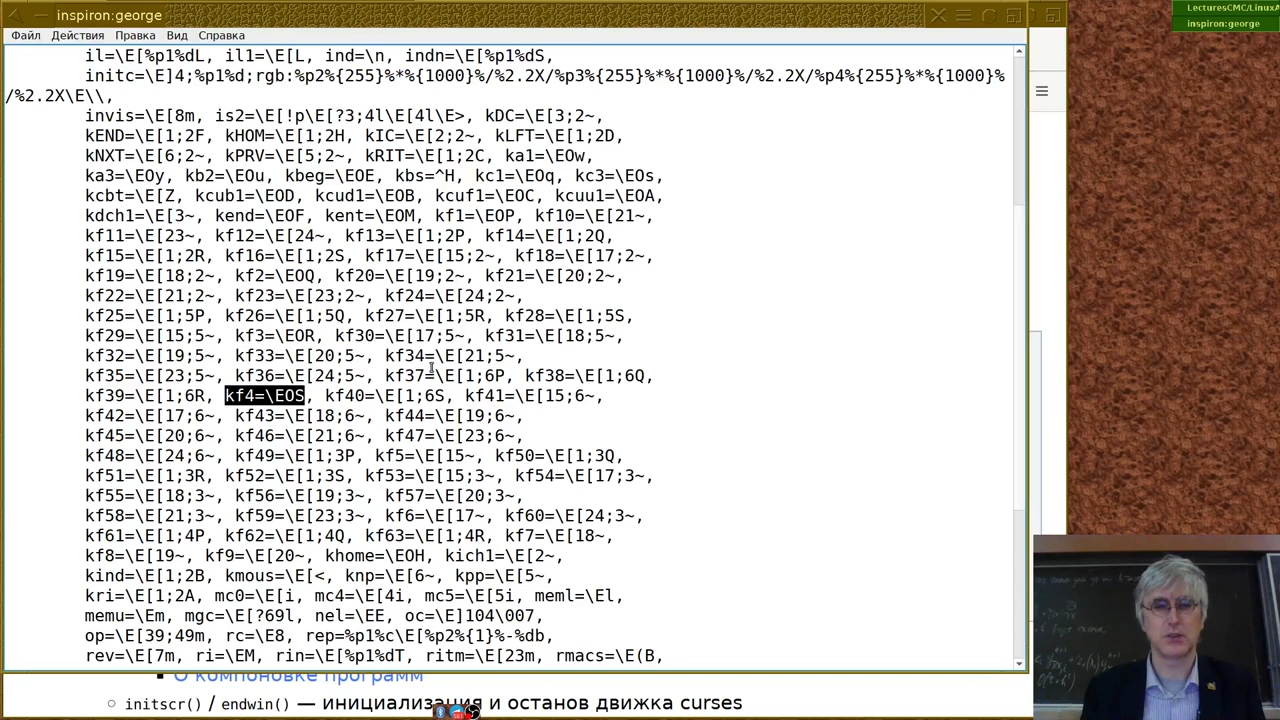 inspiron:george
LecturesCMC/LinuxA
inspiron:george
Файл Действия Правка Вид Справка
il=\E[%p1%dL, il1=\E[L, ind=\n, indn=\E[%p1%dS,
initc=\E]4;%p1%d;rgb:%p2%{255}%*%{1000}%/%2.2X/%p3%{255}%*%{1000}%/%2.2X/%p4%{255}%*%{1000}%
/%2.2X\E\\,
invis=\E[8m, is2=\E[!p\E[?3;4l\E[4l\E>, kDC=\E[3;2~,
kEND=\E[1;2F, kHOM=\E[1;2H, kIC=\E[2;2~, kLFT=\E[1;2D,
kNXT=\E[6;2~, kPRV=\E[5;2~, kRIT=\E[1;2C, ka1=\EOw,
ka3=\EOy, kb2=\EOu, kbeg=\EOE, kbs=^H, kc1=\EOq, kc3=\EOs,
kcbt=\E[Z, kcub1=\EOD, kcud1=\EOB, kcuf1=\EOC, kcuu1=\EOA,
kdch1=\E[3~, kend=\EOF, kent=\EOM, kf1=\EOP, kf10=\E[21~,
kf11=\E[23~, kf12=\E[24~, kf13=\E[1;2P, kf14=\E[1;2Q,
kf15=\E[1;2R, kf16=\E[1;2S, kf17=\E[15;2~, kf18=\E[17;2~,
kf19=\E[18;2~, kf2=\EOQ, kf20=\E[19;2~, kf21=\E[20;2~,
kf22=\E[21;2~, kf23=\E[23;2~, kf24=\E[24;2~,
kf25=\E[1;5P, kf26=\E[1;5Q, kf27=\E[1;5R, kf28=\E[1;5S,
kf29=\E[15;5~, kf3=\EOR, kf30=\E[17;5~, kf31=\E[18;5~,
kf32=\E[19;5~, kf33=\E[20;5~, kf34=\E[21;5~,
kf35=\E[23;5~, kf36=\E[24;5~, kf37=\E[1;6P, kf38=\E[1;6Q,
kf39=\E[1;6R, kf4=\EOS, kf40=\E[1;6S, kf41=\E[15;6~,
kf42=\E[17;6~, kf43=\E[18;6~, kf44=\E[19;6~,
kf45=\E[20;6~, kf46=\E[21;6~, kf47=\E[23;6~,
kf48=\E[24;6~, kf49=\E[1;3P, kf5=\E[15~, kf50=\E[1;3Q,
kf51=\E[1;3R, kf52=\E[1;3S, kf53=\E[15;3~, kf54=\E[17;3~,
kf55=\E[18;3~, kf56=\E[19;3~, kf57=\E[20;3~,
kf58=\E[21;3~, kf59=\E[23;3~, kf6=\E[17~, kf60=\E[24;3~,
kf61=\E[1;4P, kf62=\E[1;4Q, kf63=\E[1;4R, kf7=\E[18~,
kf8=\E[19~, kf9=\E[20~, khome=\EOH, kich1=\E[2~,
kind=\E[1;2B, kmous=\E[<, knp=\E[6~, kpp=\E[5~,
kri=\E[1;2A, mc0=\E[i, mc4=\E[4i, mc5=\E[5i, meml=\El,
memu=\Em, mgc=\E[?69l, nel=\EE, oc=\E]104\007,
op=\E[39;49m, rc=\E8, rep=%p1%c\E[%p2%{1}%-%db,
rev=\E[7m, ri=\EM, rin=\E[%p1%dT, ritm=\E[23m, rmacs=\E(B,
О компоновке программ
initscr() / endwin() — инициализация и останов движка curses